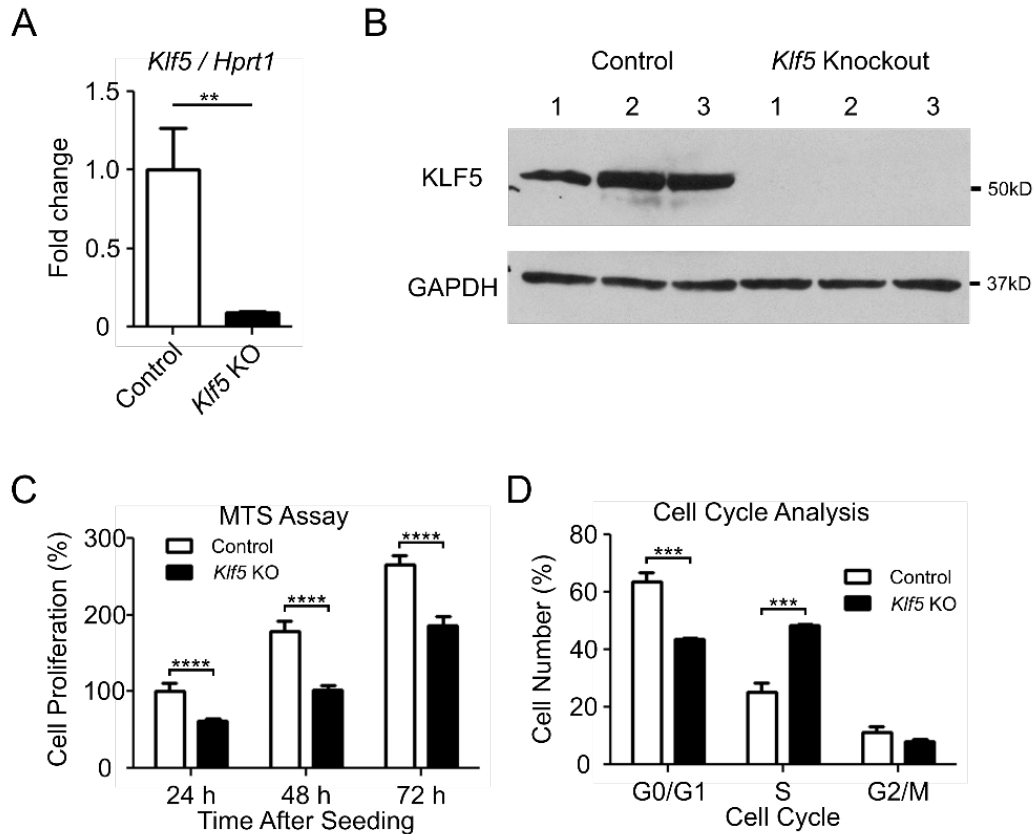 A
Klf5 / Hprt1
Fold change
1.5
**
1.0
0.5
0
Control
Klf5 KO
B
Control Klf5 Knockout
1 2 3 1 2 3
KLF5
50kD
GAPDH
37kD
C
MTS Assay
Cell Proliferation (%)
300
200
100
0
Control
Klf5 KO
**** **** ****
24 h 48 h 72 h
Time After Seeding
D
Cell Cycle Analysis
Cell Number (%)
80
60
40
20
0
*** ***
Control
Klf5 KO
G0/G1 S G2/M
Cell Cycle